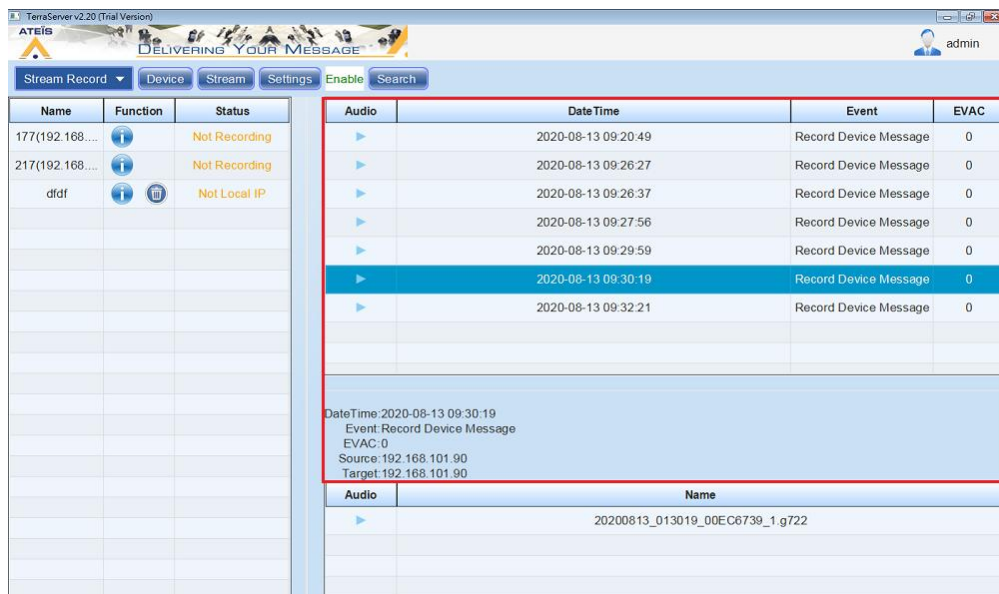 TerraServer v2.20 (Trial Version)
ATEÏS
DELIVERING YOUR MESSAGE
admin
Stream Record Device Stream Settings Enable Search
Name Function Status
177(192.168.... Not Recording
217(192.168.... Not Recording
dfdf Not Local IP
Audio DateTime Event EVAC
2020-08-13 09:20:49 Record Device Message 0
2020-08-13 09:26:27 Record Device Message 0
2020-08-13 09:26:37 Record Device Message 0
2020-08-13 09:27:56 Record Device Message 0
2020-08-13 09:29:59 Record Device Message 0
2020-08-13 09:30:19 Record Device Message 0
2020-08-13 09:32:21 Record Device Message 0
DateTime:2020-08-13 09:30:19
Event:Record Device Message
EVAC:0
Source:192.168.101.90
Target:192.168.101.90
Audio Name
20200813_013019_00EC6739_1.g722